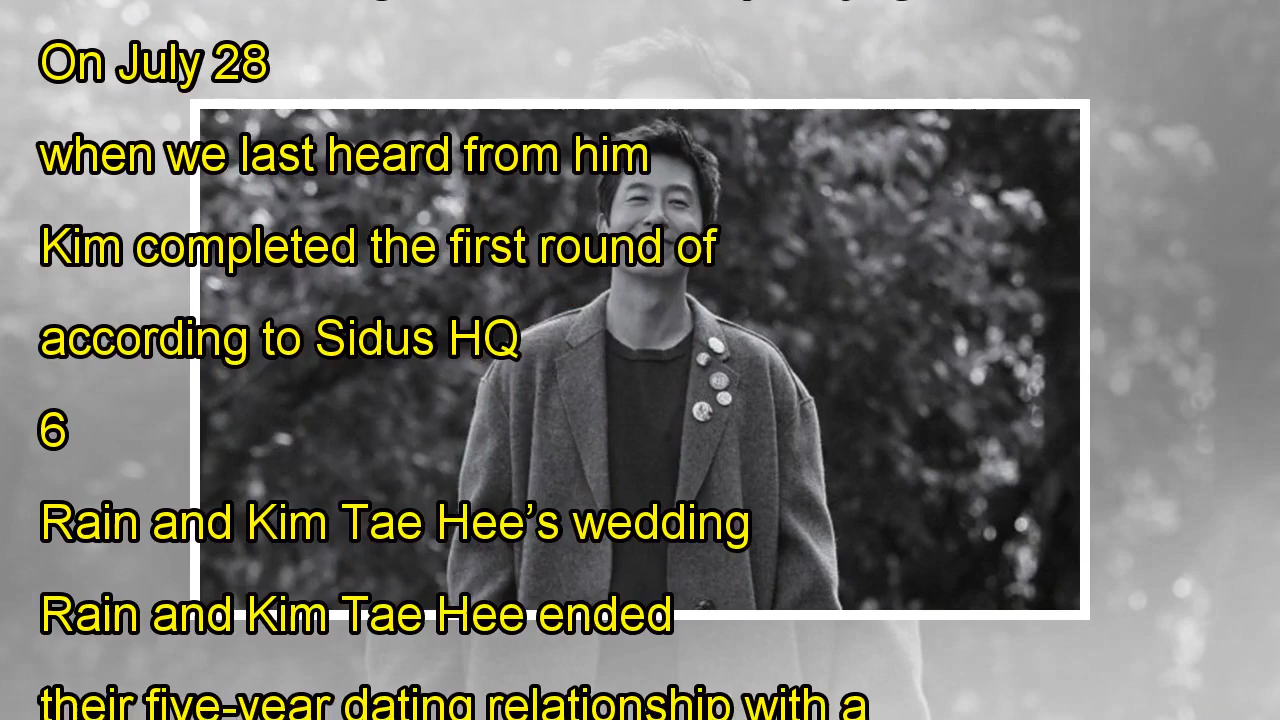 On July 28
when we last heard from him
Kim completed the first round of
according to Sidus HQ
6
Rain and Kim Tae Hee’s wedding
Rain and Kim Tae Hee ended
their five-year dating relationship with a